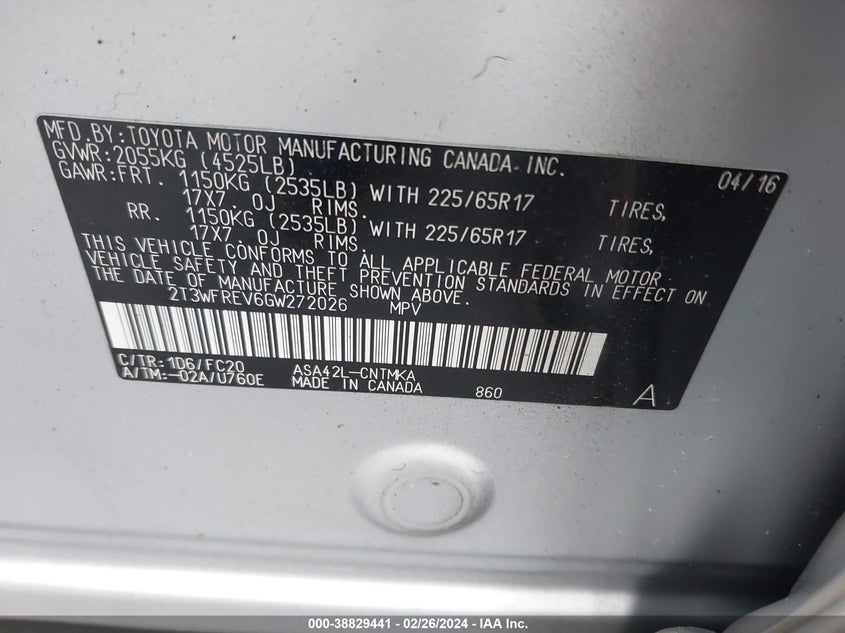 MFD.BY:TOYOTA MOTOR MANUFACTURING CANADA INC. 04/16
GVWR:2055KG (4525LB)
GAWR:FRT. 1150KG (2535LB) WITH 225/65R17 TIRES,
17X7.0J RIMS.
RR. 1150KG (2535LB) WITH 225/65R17 TIRES,
17X7.0J RIMS.
THIS VEHICLE CONFORMS TO ALL APPLICABLE FEDERAL MOTOR
VEHICLE SAFETY AND THEFT PREVENTION STANDARDS IN EFFECT ON
THE DATE OF MANUFACTURE SHOWN ABOVE.
2T3WFREV6GW272026 MPV
C/TR:1D6/FC20 ASA42L-CNTMKA
A/TM:-02A/U760E MADE IN CANADA 860 A
000-38829441 - 02/26/2024 - IMPACT Auctions, Inc.